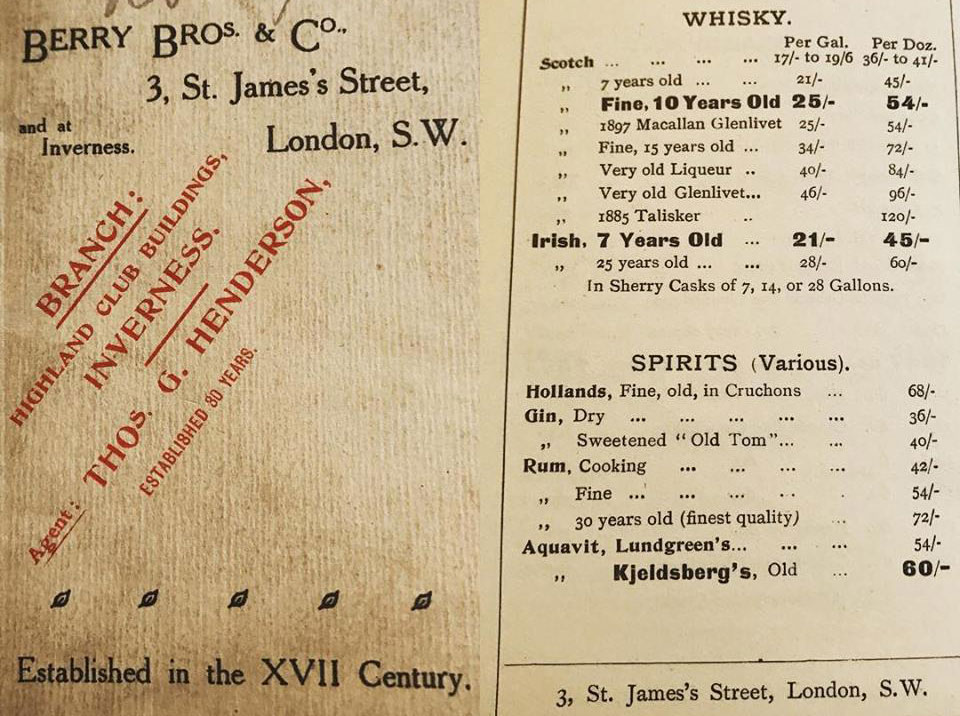 BERRY BROS. & CO.,
3, St. James's Street,
and at
Inverness.
London, S.W.
BRANCH:
HIGHLAND CLUB BUILDINGS,
INVERNESS.
Agent: THOS. G. HENDERSON,
ESTABLISHED 80 YEARS.
Established in the XVII Century.
WHISKY.
Per Gal. Per Doz.
Scotch ... ... ... ... 17/- to 19/6 36/- to 41/-
„ 7 years old ... ... 21/- 45/-
„ Fine, 10 Years Old 25/- 54/-
„ 1897 Macallan Glenlivet 25/- 54/-
„ Fine, 15 years old ... 34/- 72/-
„ Very old Liqueur .. 40/- 84/-
„ Very old Glenlivet... 46/- 96/-
„ 1885 Talisker .. 120/-
Irish, 7 Years Old ... 21/- 45/-
„ 25 years old ... ... 28/- 60/-
In Sherry Casks of 7, 14, or 28 Gallons.
SPIRITS (Various).
Hollands, Fine, old, in Cruchons ... 68/-
Gin, Dry ... ... ... ... ... 36/-
„ Sweetened "Old Tom"... ... 40/-
Rum, Cooking ... ... ... ... 42/-
„ Fine ... ... ... .. . 54/-
„ 30 years old (finest quality) ... 72/-
Aquavit, Lundgreen's... ... ... 54/-
„ Kjeldsberg's, Old ... 60/-
3, St. James's Street, London, S.W.